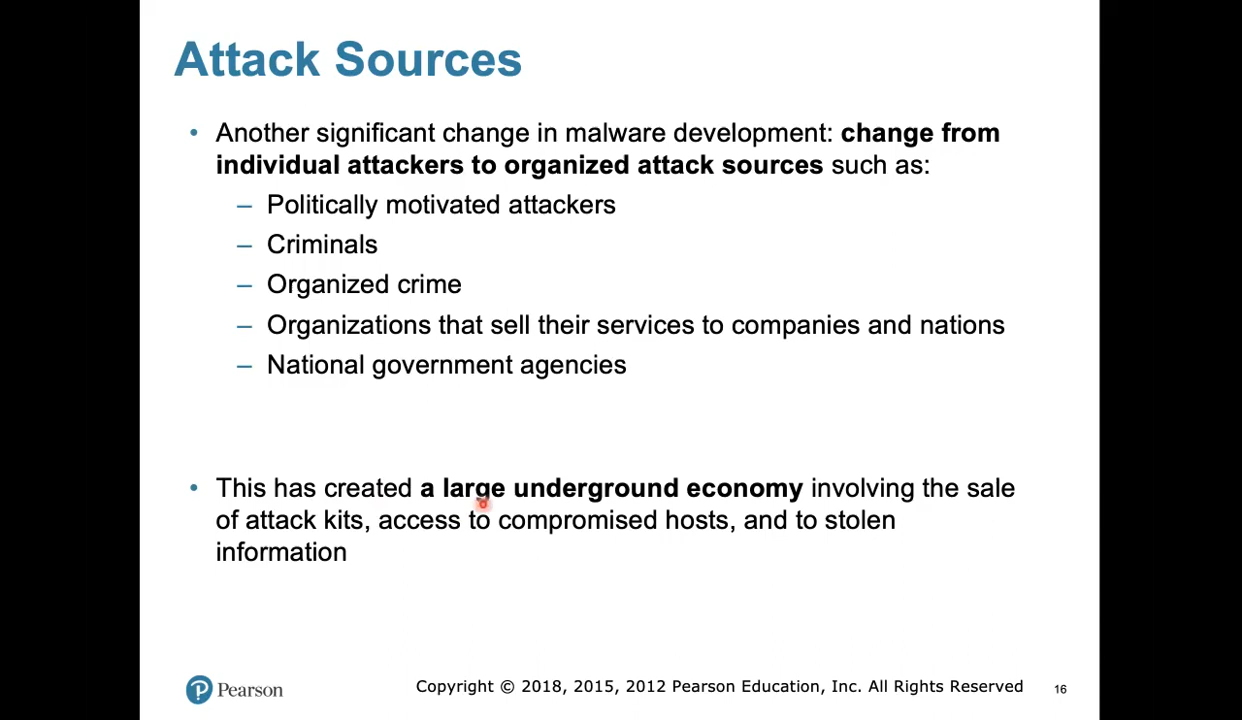 Attack Sources
• Another significant change in malware development: change from
individual attackers to organized attack sources such as:
– Politically motivated attackers
– Criminals
– Organized crime
– Organizations that sell their services to companies and nations
– National government agencies
• This has created a large underground economy involving the sale
of attack kits, access to compromised hosts, and to stolen
information
P Pearson
Copyright © 2018, 2015, 2012 Pearson Education, Inc. All Rights Reserved
16